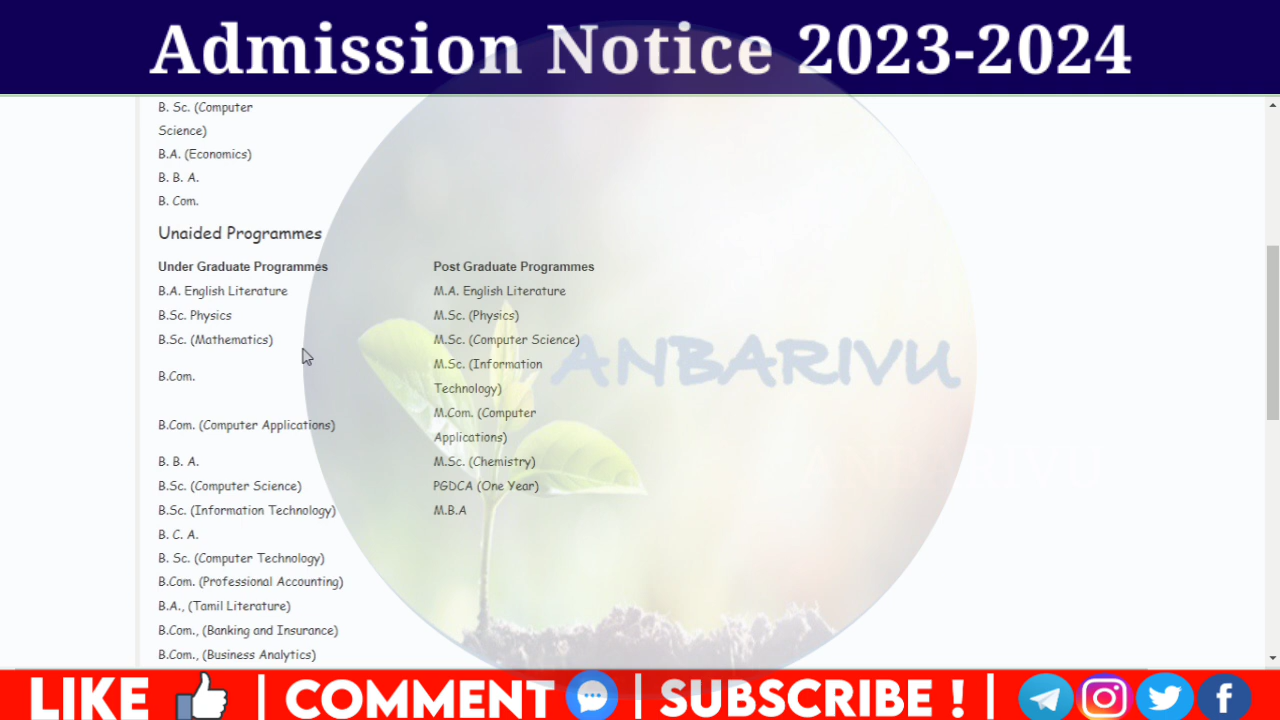 Admission Notice 2023-2024
B. Sc. (Computer
Science)
B.A. (Economics)
B. B. A.
B. Com.
Unaided Programmes
Under Graduate Programmes
B.A. English Literature
B.Sc. Physics
B.Sc. (Mathematics)
B.Com.
B.Com. (Computer Applications)
B. B. A.
B.Sc. (Computer Science)
B.Sc. (Information Technology)
B. C. A.
B. Sc. (Computer Technology)
B.Com. (Professional Accounting)
B.A., (Tamil Literature)
B.Com., (Banking and Insurance)
B.Com., (Business Analytics)
Post Graduate Programmes
M.A. English Literature
M.Sc. (Physics)
M.Sc. (Computer Science)
M.Sc. (Information
Technology)
M.Com. (Computer
Applications)
M.Sc. (Chemistry)
PGDCA (One Year)
M.B.A
ANBARIVU
LIKE | COMMENT | SUBSCRIBE ! |